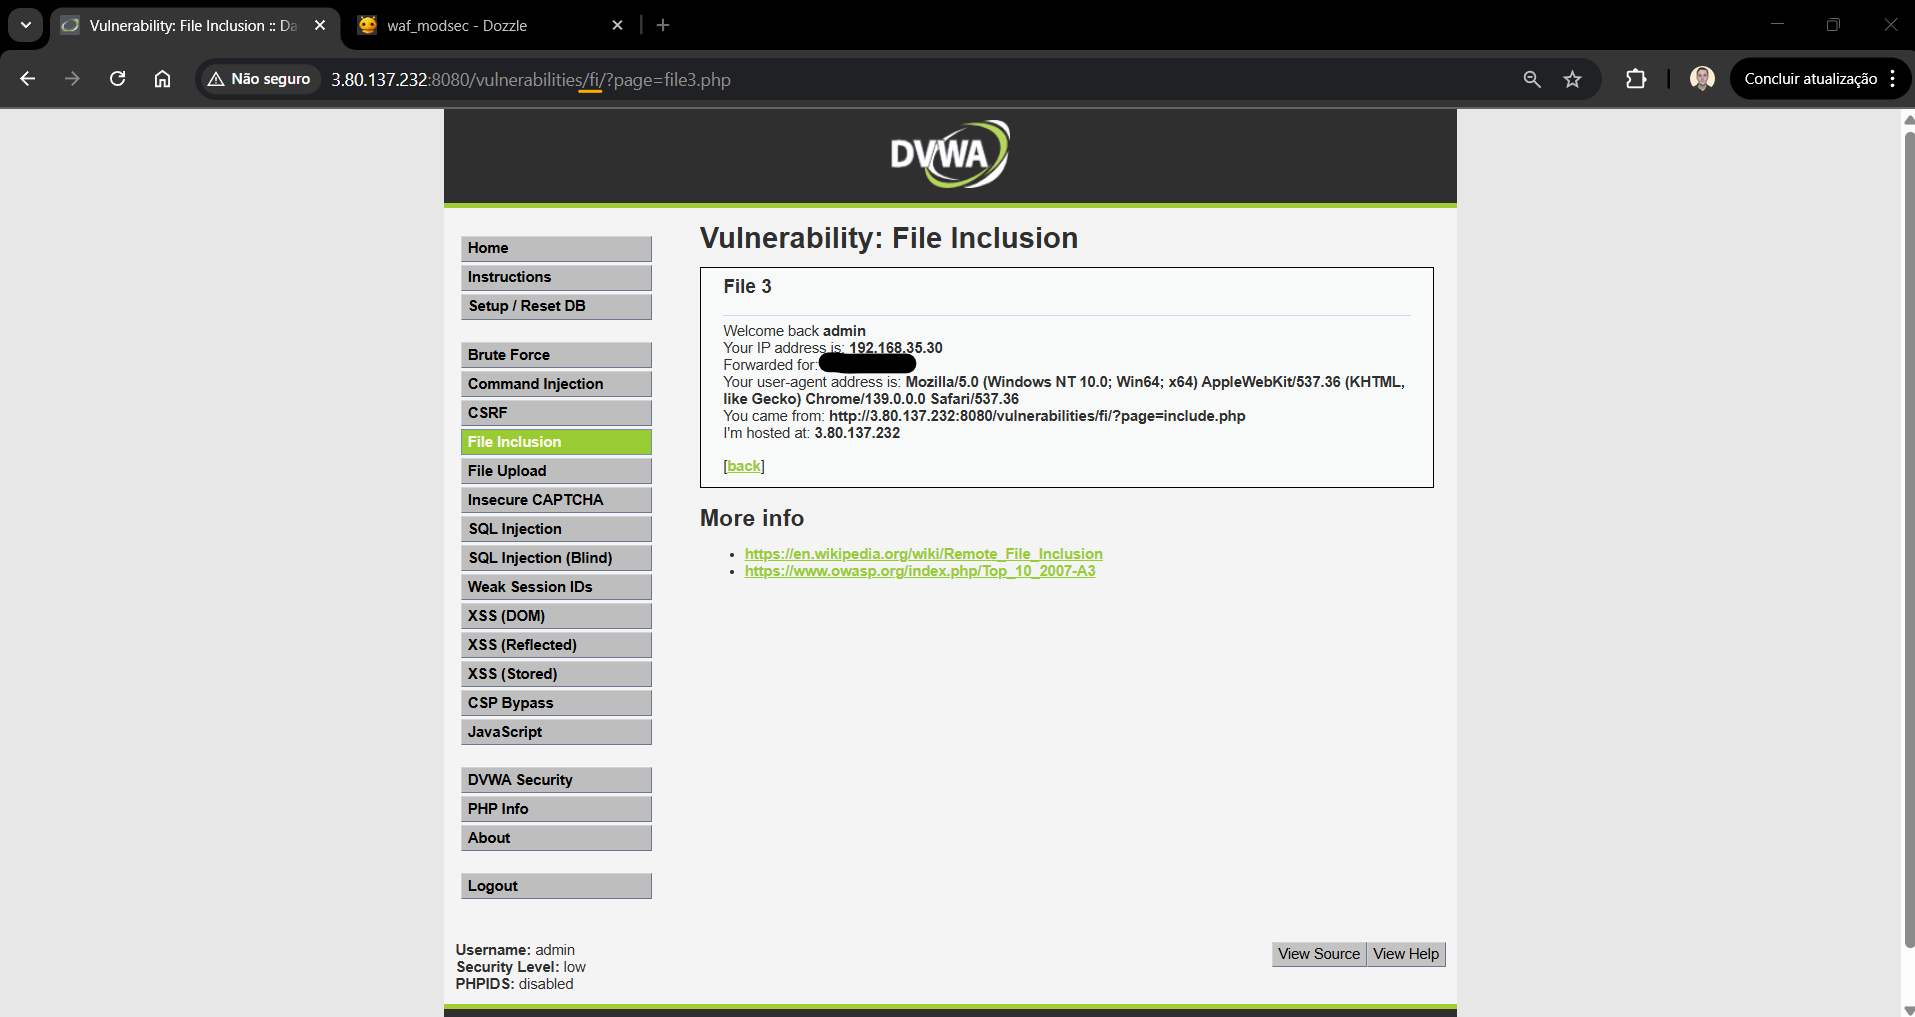 Vulnerability: File Inclusion :: Da
waf_modsec - Dozzle
Não seguro
3.80.137.232:8080/vulnerabilities/fi/?page=file3.php
Concluir atualização
DVWA
Home
Instructions
Setup / Reset DB
Brute Force
Command Injection
CSRF
File Inclusion
File Upload
Insecure CAPTCHA
SQL Injection
SQL Injection (Blind)
Weak Session IDs
XSS (DOM)
XSS (Reflected)
XSS (Stored)
CSP Bypass
JavaScript
DVWA Security
PHP Info
About
Logout
Vulnerability: File Inclusion
File 3
Welcome back admin
Your IP address is: 192.168.35.30
Forwarded for:
Your user-agent address is: Mozilla/5.0 (Windows NT 10.0; Win64; x64) AppleWebKit/537.36 (KHTML,
like Gecko) Chrome/139.0.0.0 Safari/537.36
You came from: http://3.80.137.232:8080/vulnerabilities/fi/?page=include.php
I'm hosted at: 3.80.137.232
[back]
More info
https://en.wikipedia.org/wiki/Remote_File_Inclusion
https://www.owasp.org/index.php/Top_10_2007-A3
Username: admin
Security Level: low
PHPIDS: disabled
View Source
View Help